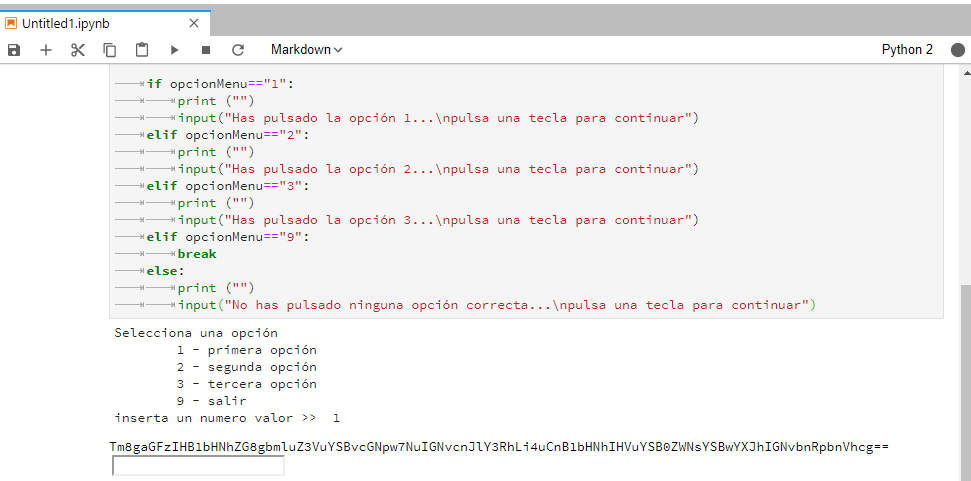 Untitled1.ipynb
Markdown
Python 2
if opcionMenu=="1":
print ("")
input("Has pulsado la opción 1...\npulsa una tecla para continuar")
elif opcionMenu=="2":
print ("")
input("Has pulsado la opción 2...\npulsa una tecla para continuar")
elif opcionMenu=="3":
print ("")
input("Has pulsado la opción 3...\npulsa una tecla para continuar")
elif opcionMenu=="9":
break
else:
print ("")
input("No has pulsado ninguna opción correcta...\npulsa una tecla para continuar")
Selecciona una opción
1 - primera opción
2 - segunda opción
3 - tercera opción
9 - salir
inserta un numero valor >> 1
Tm8gaGFzIHB1bHNhZG8gbmluZ3VuYSBvcGNpw7NuIGNvcnJlY3RhLi4uCnB1bHNhIHVuYSB0ZWNsYSBwYXJhIGNvbnRpbnVhcg==